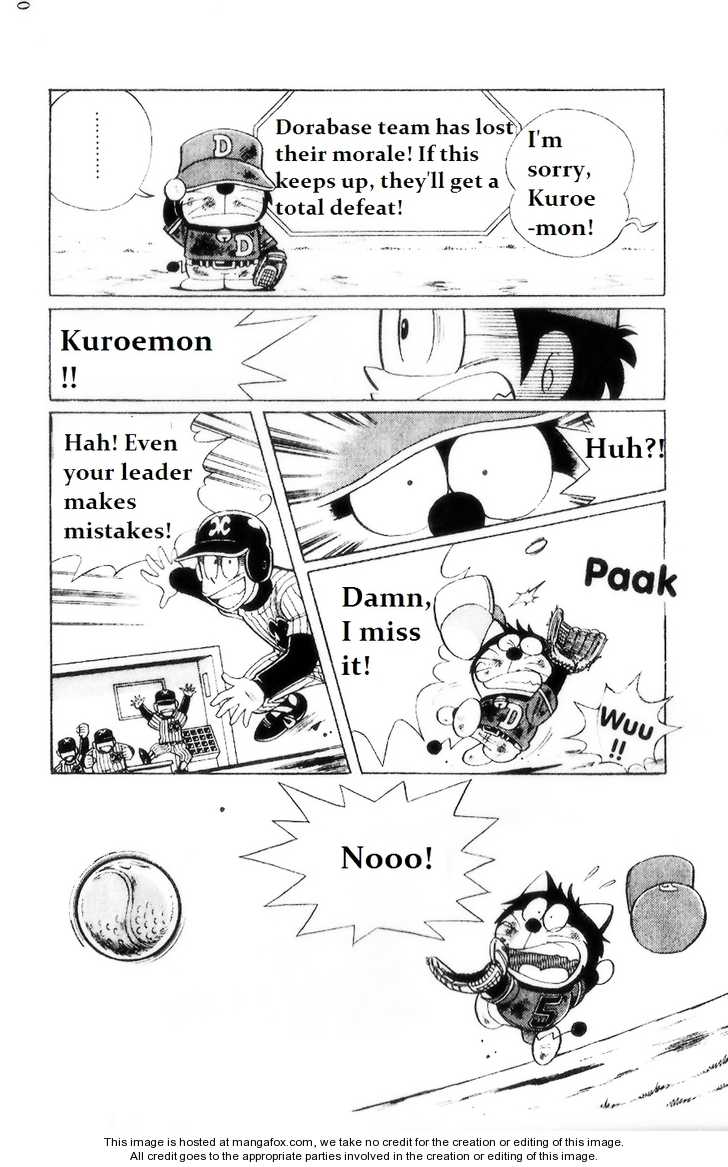 0
..........
D
D
Dorabase team has lost
their morale! If this
keeps up, they'll get a
total defeat!
I'm
sorry,
Kuroe
-mon!
Kuroemon
!!
Hah! Even
your leader
makes
mistakes!
Huh?!
Damn,
I miss
it!
Paak
D
Wuu
!!
Nooo!
5
This image is hosted at mangafox.com, we take no credit for the creation or editing of this image.
All credit goes to the appropriate parties involved in the creation or editing of this image.